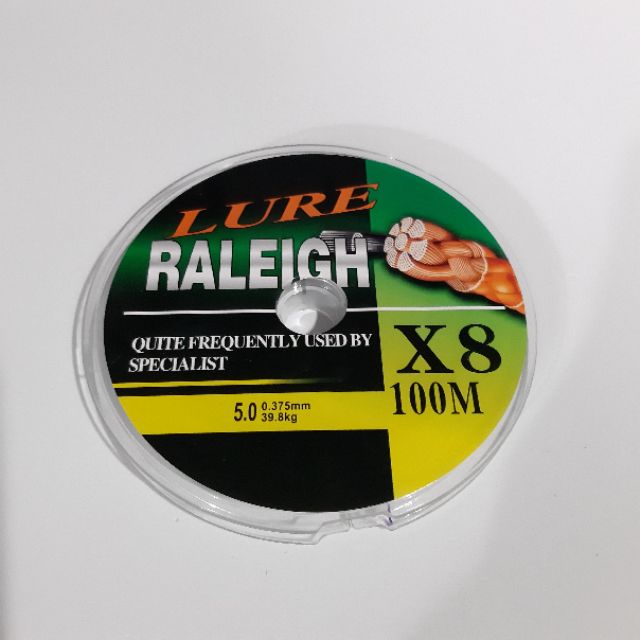 LURE
RALEIGH
QUITE FREQUENTLY USED BY
SPECIALIST
X8
100M
5.0 0.375mm
39.8kg